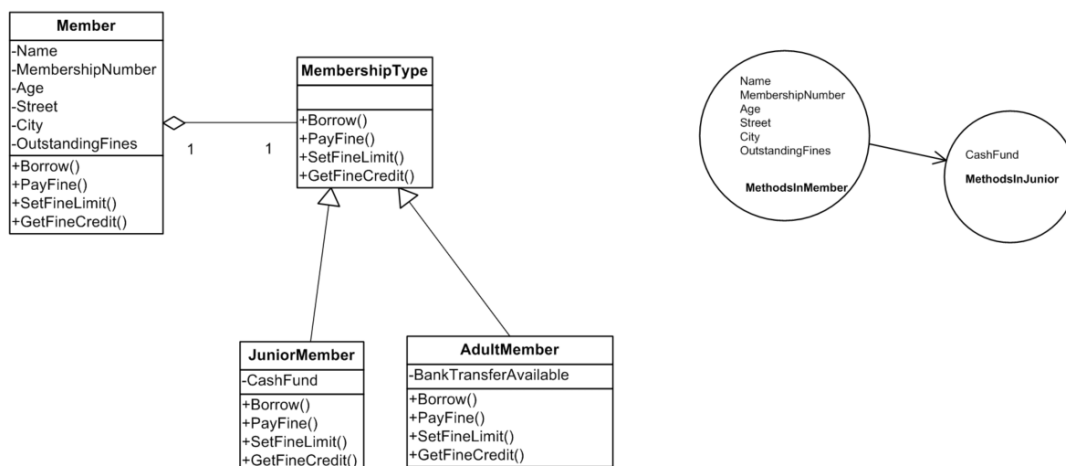 Member
-Name
-MembershipNumber
-Age
-Street
-City
-OutstandingFines
+Borrow()
+PayFine()
+SetFineLimit()
+GetFineCredit()
1
1
MembershipType
+Borrow()
+PayFine()
+SetFineLimit()
+GetFineCredit()
JuniorMember
-CashFund
+Borrow()
+PayFine()
+SetFineLimit()
+GetFineCredit()
AdultMember
-BankTransferAvailable
+Borrow()
+PayFine()
+SetFineLimit()
+GetFineCredit()
Name
MembershipNumber
Age
Street
City
OutstandingFines
MethodsInMember
CashFund
MethodsInJunior